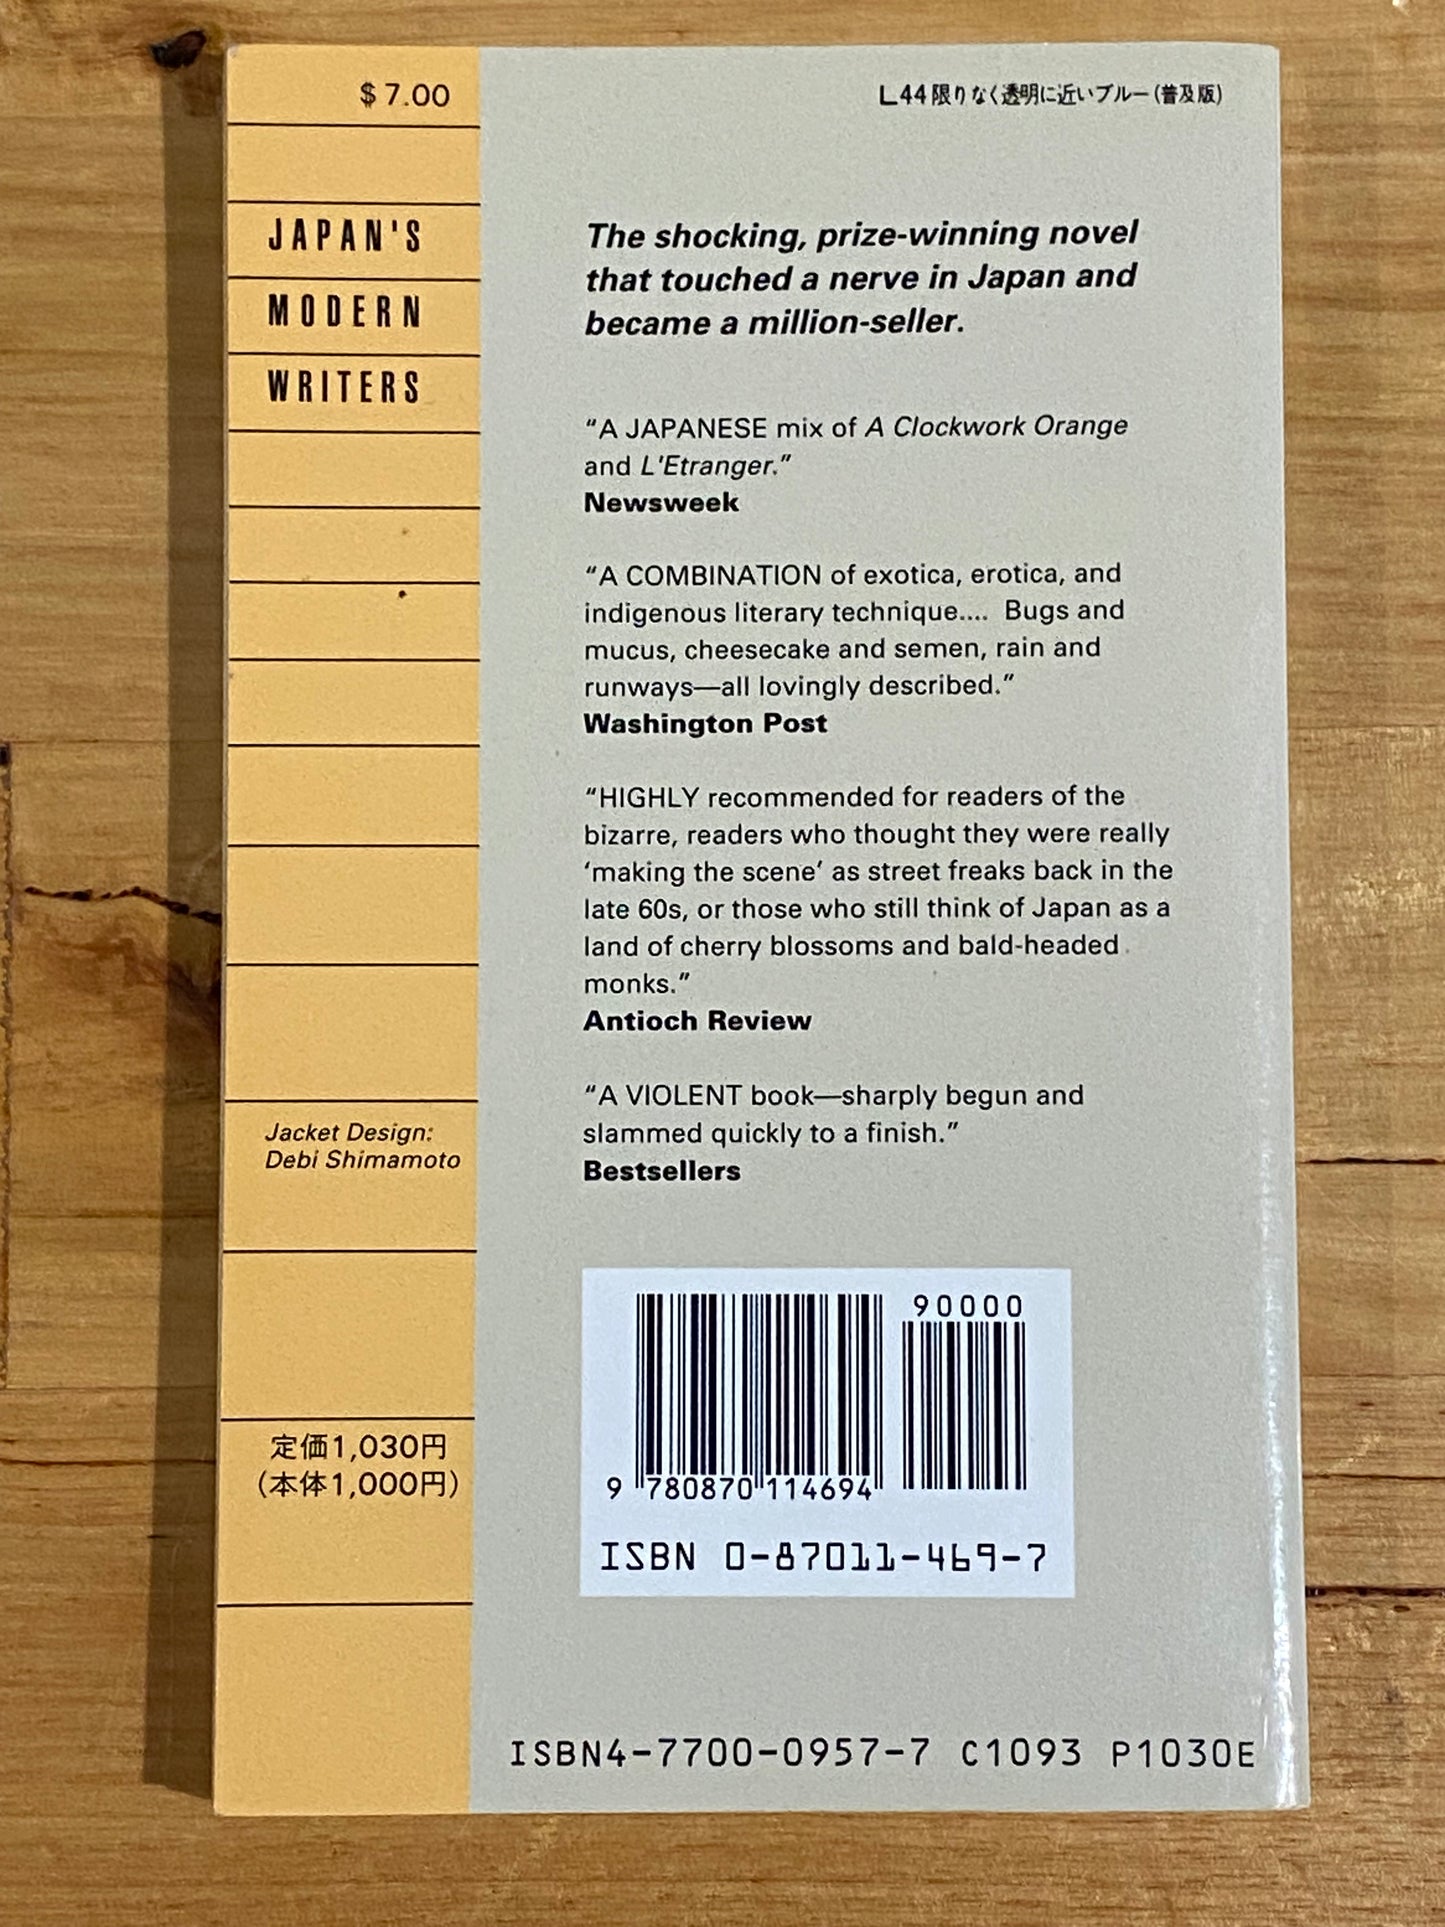 $7.00
JAPAN'S
MODERN
WRITERS
Jacket Design:
Debi Shimamoto
定価1,030円
(本体1,000円)
L44限りなく透明に近いブルー(普及版)
The shocking, prize-winning novel
that touched a nerve in Japan and
became a million-seller.
“A JAPANESE mix of A Clockwork Orange
and L'Etranger.”
Newsweek
“A COMBINATION of exotica, erotica, and
indigenous literary technique.... Bugs and
mucus, cheesecake and semen, rain and
runways—all lovingly described.”
Washington Post
“HIGHLY recommended for readers of the
bizarre, readers who thought they were really
‘making the scene’ as street freaks back in the
late 60s, or those who still think of Japan as a
land of cherry blossoms and bald-headed
monks.”
Antioch Review
“A VIOLENT book—sharply begun and
slammed quickly to a finish.”
Bestsellers
90000
9 780870 114694
ISBN 0-87011-469-7
ISBN4-7700-0957-7 C1093 P1030E